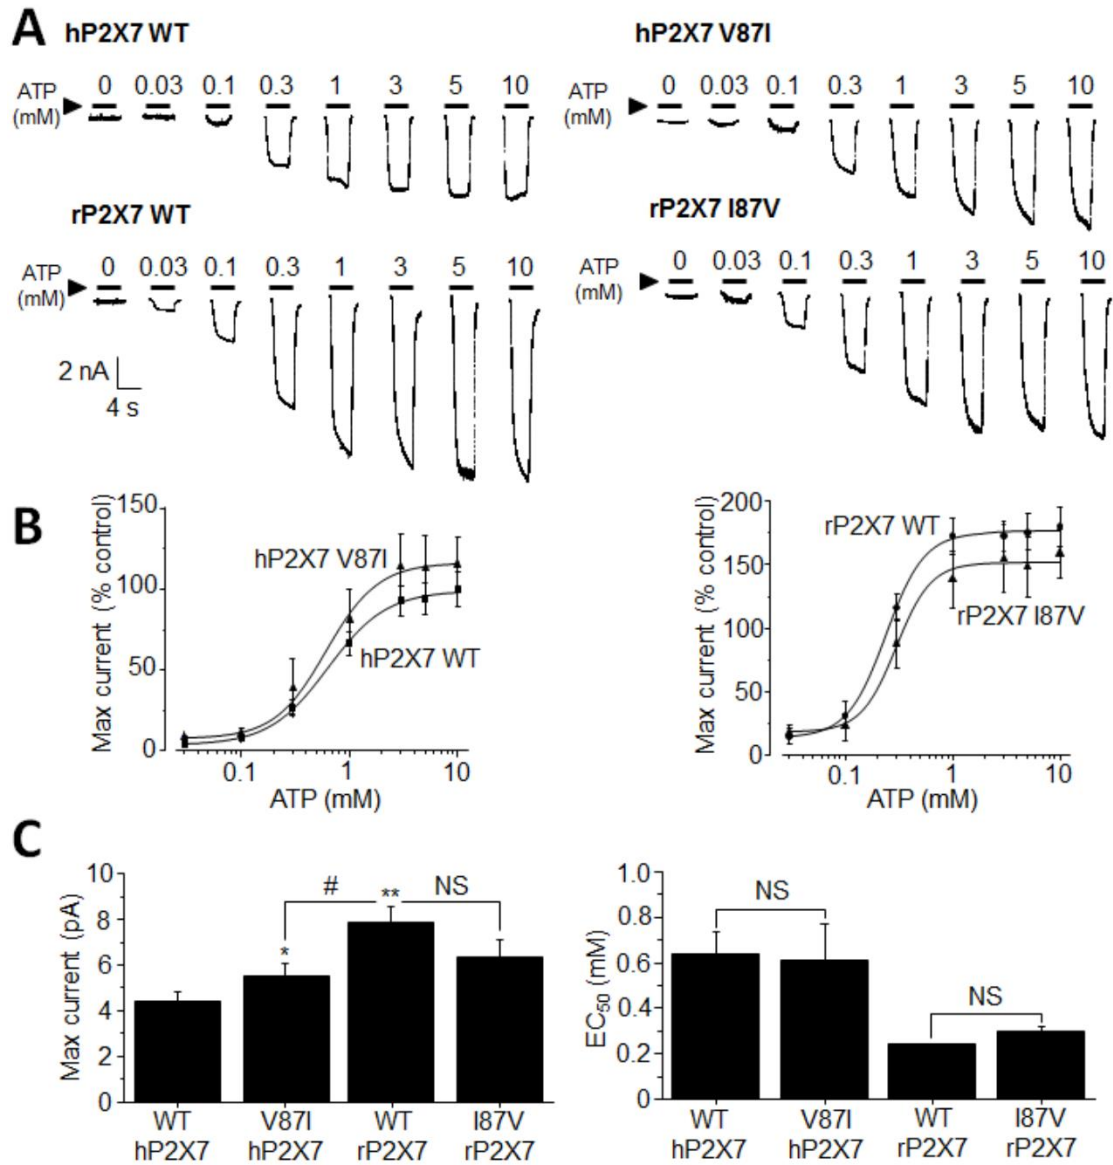 A
hP2X7 WT
hP2X7 V87I
ATP (mM) 0 0.03 0.1 0.3 1 3 5 10
ATP (mM) 0 0.03 0.1 0.3 1 3 5 10
rP2X7 WT
rP2X7 I87V
ATP (mM) 0 0.03 0.1 0.3 1 3 5 10
ATP (mM) 0 0.03 0.1 0.3 1 3 5 10
2 nA
4 s
B
Max current (% control)
150
100
50
0
hP2X7 V87I
hP2X7 WT
0.1 1 10
ATP (mM)
Max current (% control)
200
150
100
50
0
rP2X7 WT
rP2X7 I87V
0.1 1 10
ATP (mM)
C
Max current (pA)
10
8
6
4
2
0
# ** NS
*
WT V87I WT I87V
hP2X7 hP2X7 rP2X7 rP2X7
EC50 (mM)
1.0
0.8
0.6
0.4
0.2
0
NS
NS
WT V87I WT I87V
hP2X7 hP2X7 rP2X7 rP2X7